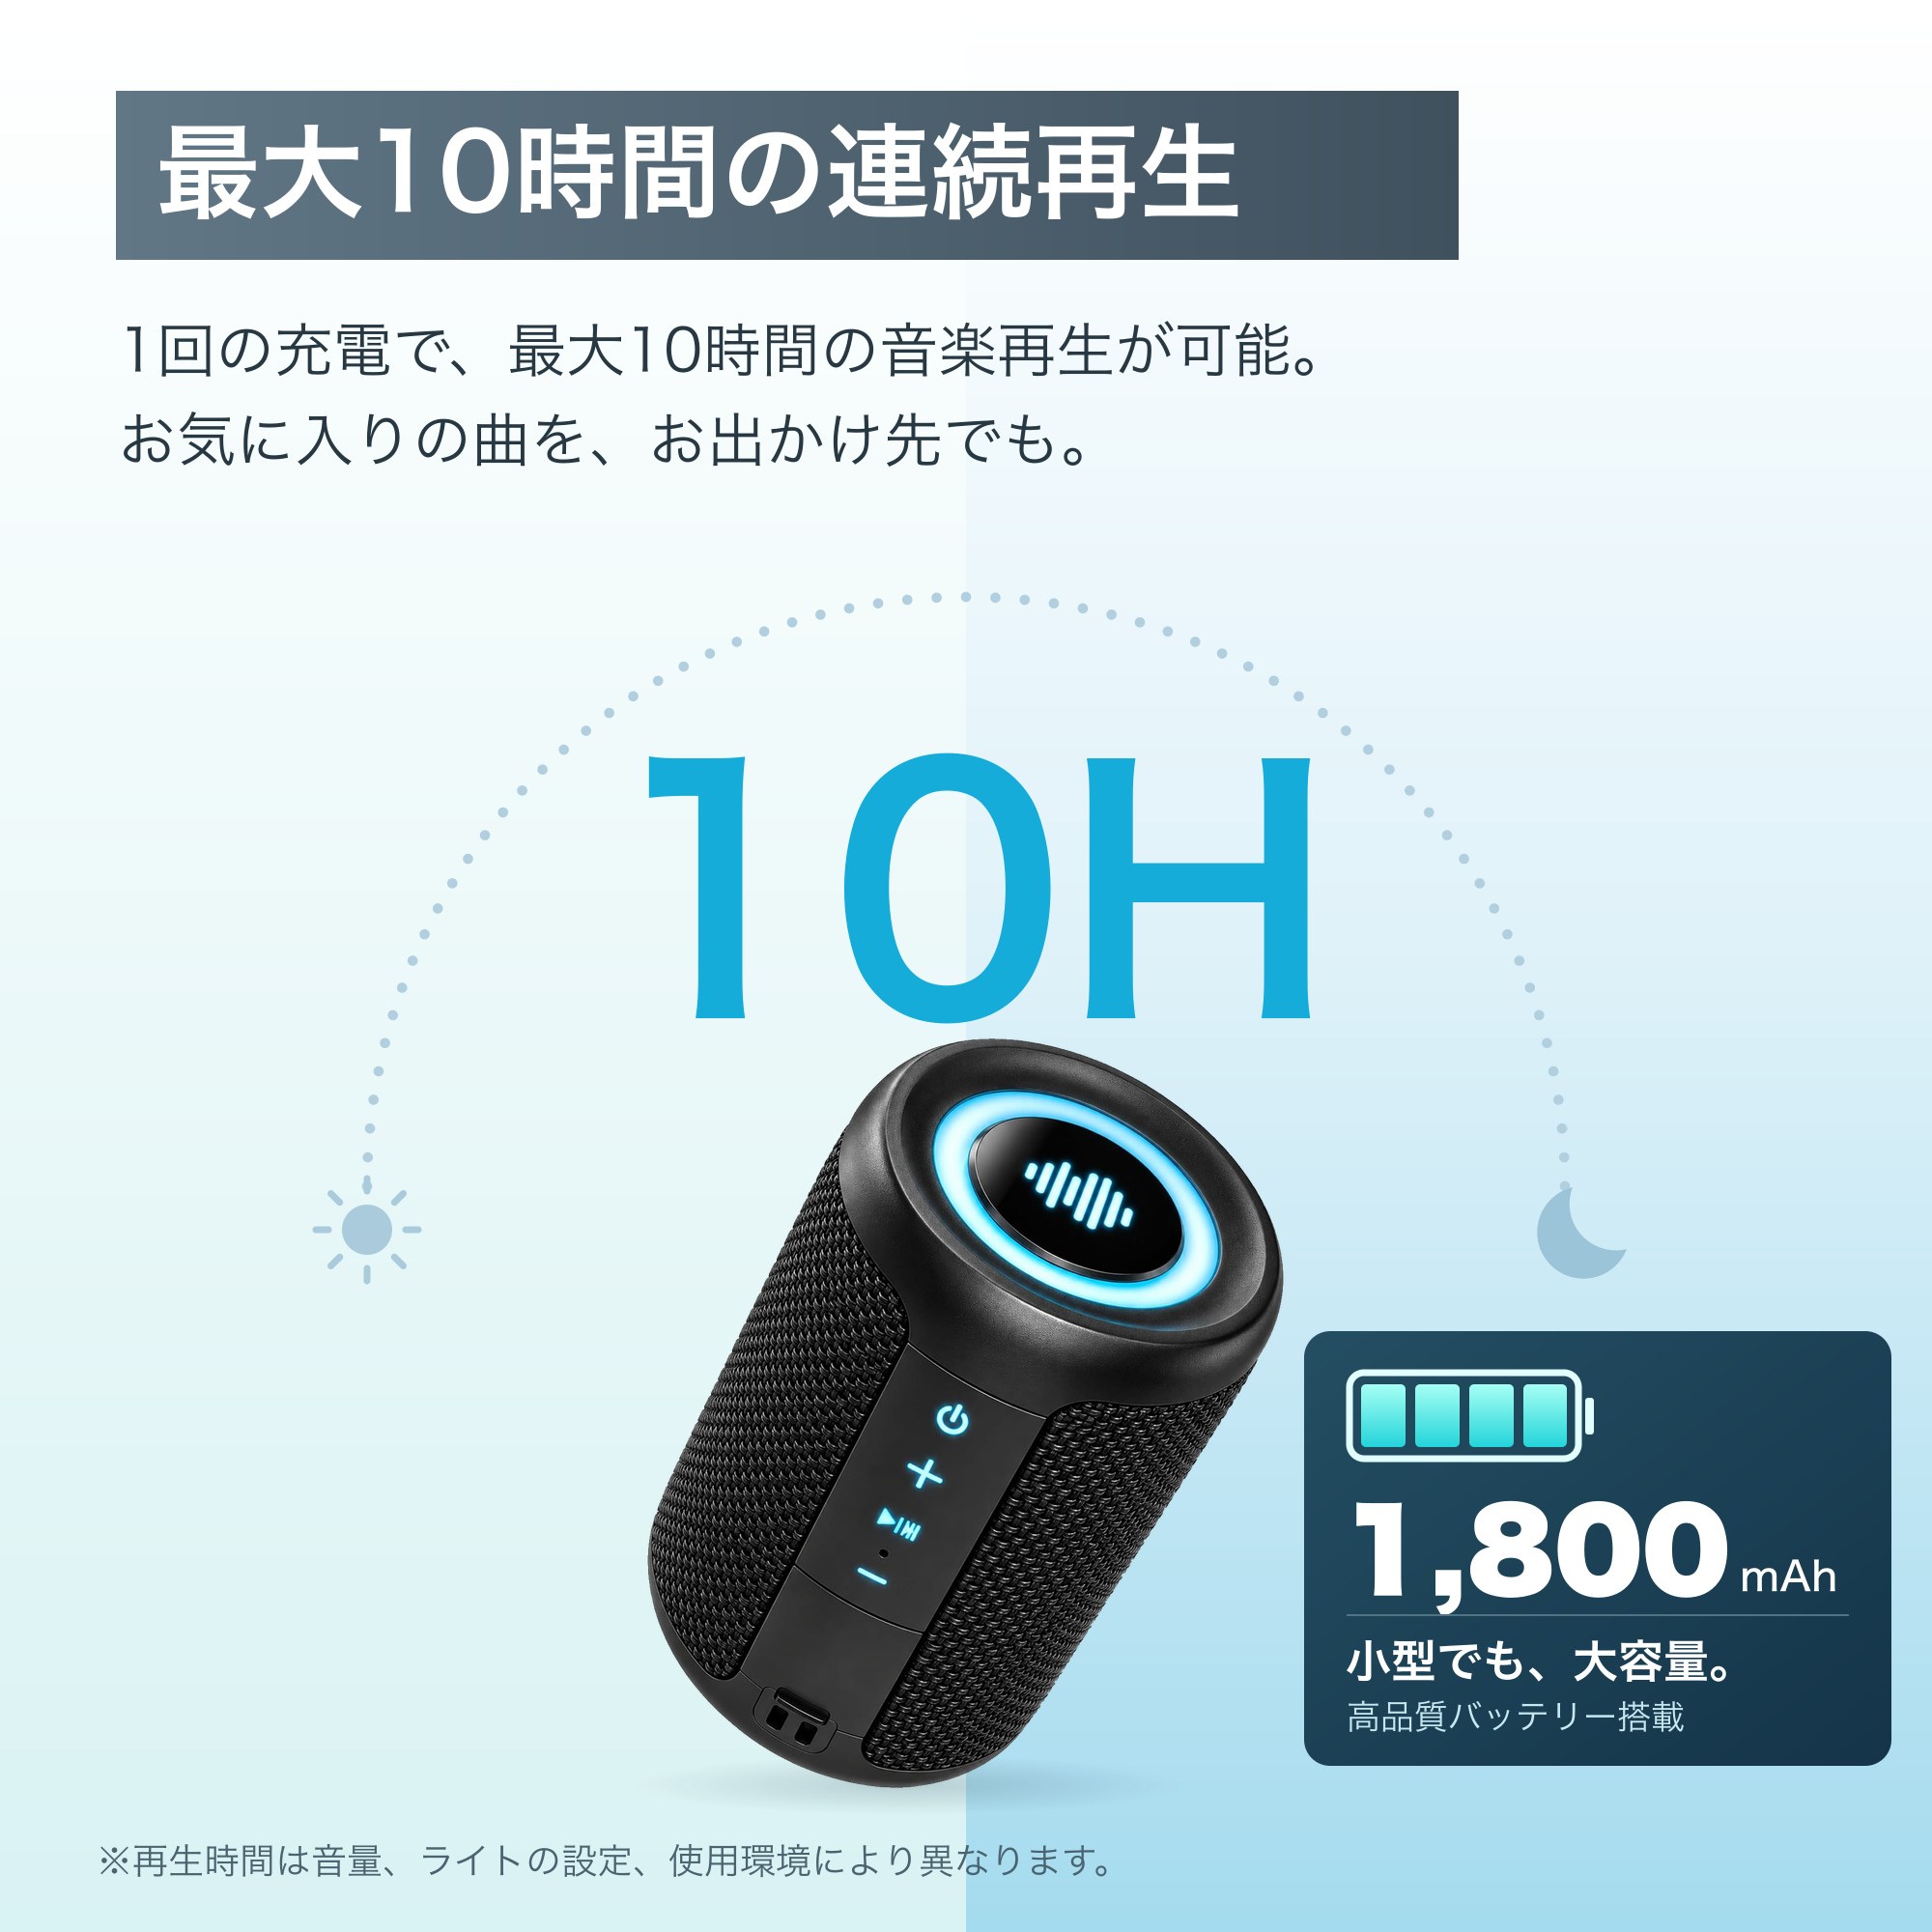 最大10時間の連続再生
1回の充電で、最大10時間の音楽再生が可能。
お気に入りの曲を、お出かけ先でも。
10H
1,800 mAh
小型でも、大容量。
高品質バッテリー搭載
※再生時間は音量、ライトの設定、使用環境により異なります。